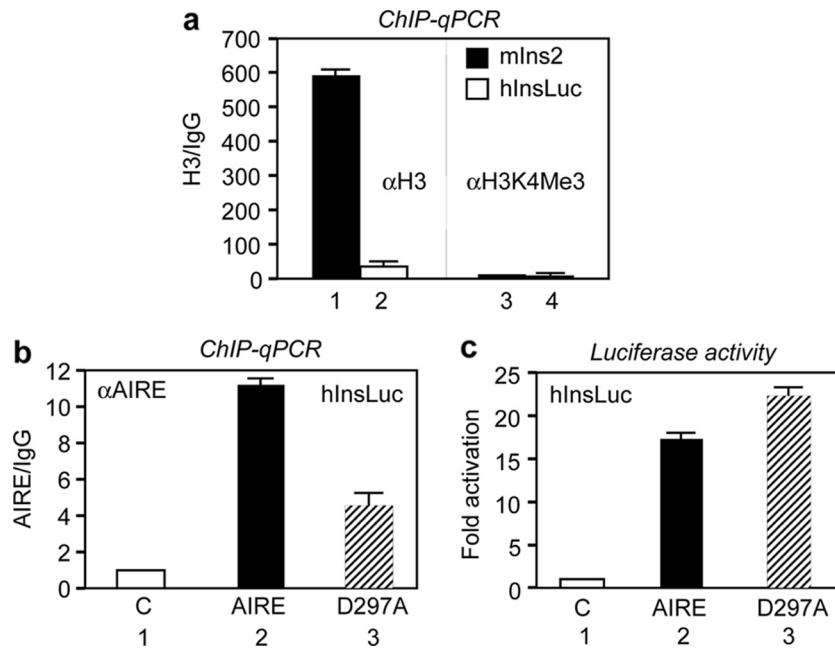 a
ChIP-qPCR
700
600
500
400
300
200
100
0
H3/IgG
mIns2
hInsLuc
αH3
αH3K4Me3
1 2 3 4
b
ChIP-qPCR
12
10
8
6
4
2
0
AIRE/IgG
αAIRE
hInsLuc
C AIRE D297A
1 2 3
c
Luciferase activity
25
20
15
10
5
0
Fold activation
hInsLuc
C AIRE D297A
1 2 3